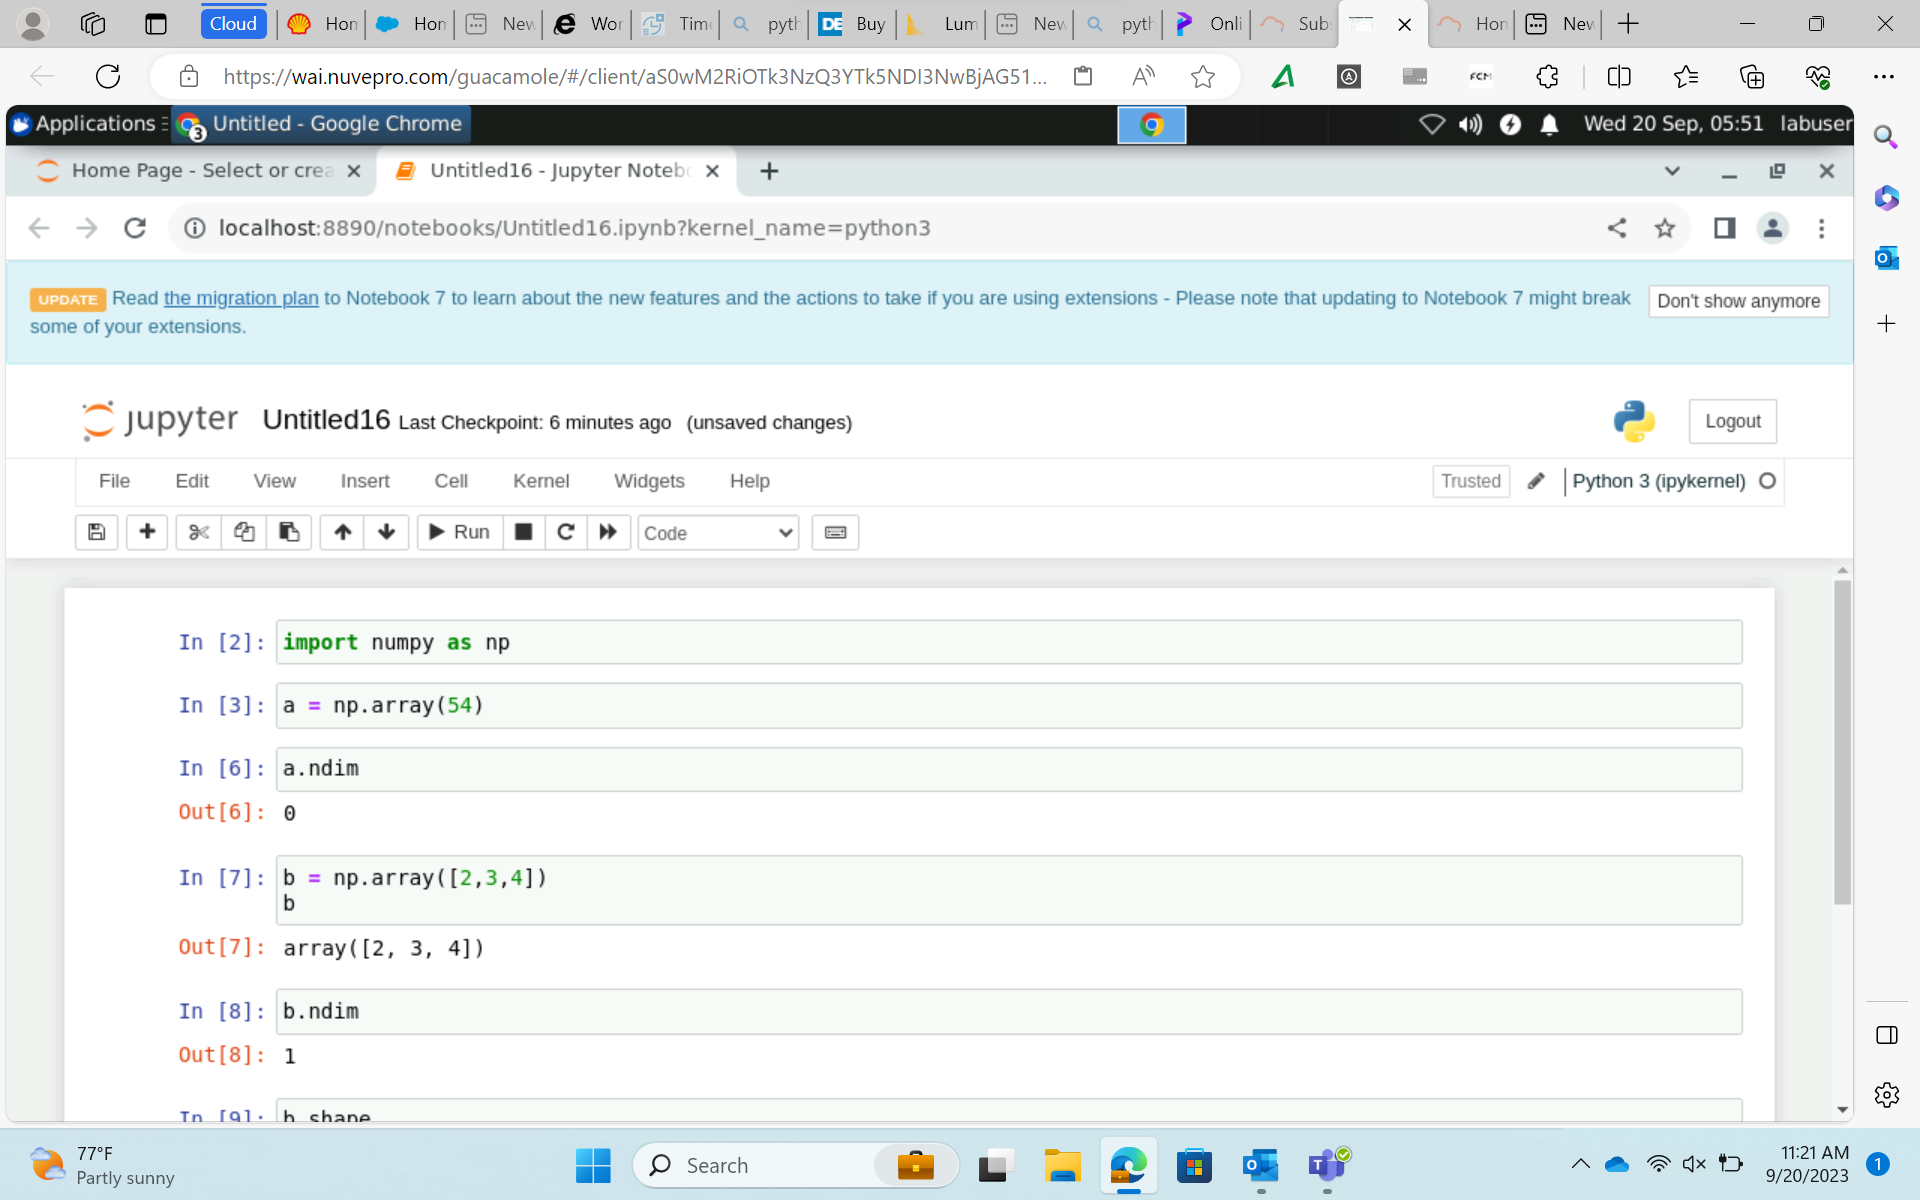 Cloud Hon Hon New Wor Time pyth DE Buy Lum New pyth Onli Subs Hon New
https://wai.nuvepro.com/guacamole/#/client/aS0wM2RiOTk3NzQ3YTk5NDI3NwBjAG51... FCM
Applications 3 Untitled - Google Chrome Wed 20 Sep, 05:51 labuser
Home Page - Select or crea Untitled16 - Jupyter Noteb
localhost:8890/notebooks/Untitled16.ipynb?kernel_name=python3
UPDATE Read the migration plan to Notebook 7 to learn about the new features and the actions to take if you are using extensions - Please note that updating to Notebook 7 might break Don't show anymore
some of your extensions.
jupyter Untitled16 Last Checkpoint: 6 minutes ago (unsaved changes) Logout
File Edit View Insert Cell Kernel Widgets Help Trusted Python 3 (ipykernel)
Run Code
In [2]: import numpy as np
In [3]: a = np.array(54)
In [6]: a.ndim
Out[6]: 0
In [7]: b = np.array([2,3,4])
b
Out[7]: array([2, 3, 4])
In [8]: b.ndim
Out[8]: 1
In [9]: b.shape
77°F
Partly sunny
Search
11:21 AM
9/20/2023
1